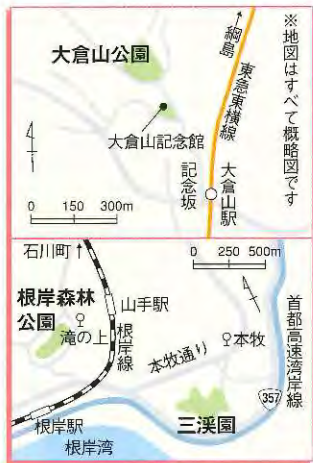 ※地図はすべて概略図です
↑綱島
東急東横線
大倉山公園
大倉山記念館
大倉山駅
記念坂
0 150 300m
0 250 500m
石川町↑
山手駅
根岸森林
公園
滝の上
根岸線
本牧通り
本牧
首都高速湾岸線
357
三溪園
根岸駅
根岸湾